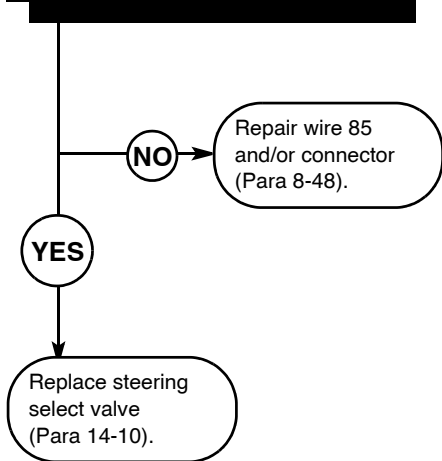 NO
Repair wire 85
and/or connector
(Para 8-48).
YES
Replace steering
select valve
(Para 14-10).